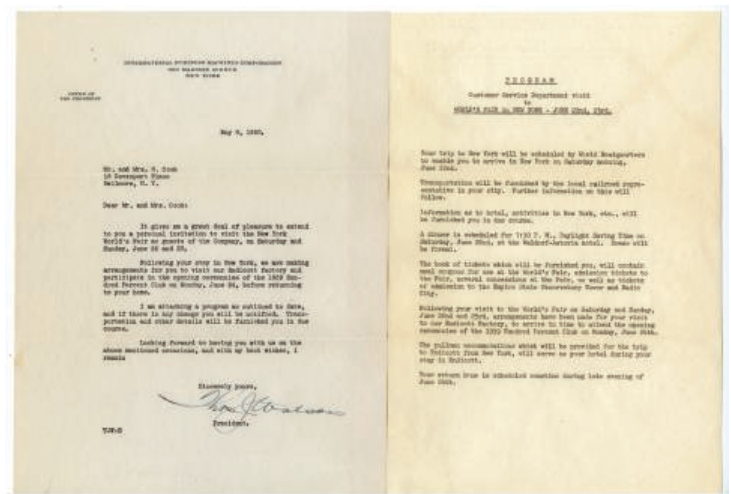 INTERNATIONAL BUSINESS MACHINES CORPORATION
590 MADISON AVENUE
NEW YORK
OFFICE OF
THE PRESIDENT
May 8, 
Mr. and Mrs. H. Cook
18 Davenport Place
Bellmore, N. Y.
Dear Mr. and Mrs. Cook:
It gives me a great deal of pleasure to extend
to you a personal invitation to visit the New York
World's Fair as guests of the Company, on Saturday and
Sunday, June 22 and 23.
Following your stay in New York, we are making
arrangements for you to visit our Endicott factory and
participate in the opening ceremonies of the 1939 Hun-
dred Percent Club on Monday, June 24, before returning
to your home.
I am attaching a program as outlined to date,
and if there is any change you will be notified. Trans-
portation and other details will be furnished you in due
course.
Looking forward to having you with us on the
above mentioned occasions, and with my best wishes, I
remain
Sincerely yours,
Thos J Watson
President.
TJW:C
PROGRAM
Customer Service Department visit
to
WORLD'S FAIR in NEW YORK - JUNE 22nd, 23rd.
Your trip to New York will be scheduled by World Headquarters
to enable you to arrive in New York on Saturday morning,
June 22nd.
Transportation will be furnished by the local railroad repre-
sentative in your city. Further information on this will
follow.
Information as to hotel, activities in New York, etc., will
be furnished you in due course.
A dinner is scheduled for 7:30 P. M., Daylight Saving Time on
Saturday, June 22nd, at the Waldorf-Astoria hotel. Dress will
be formal.
The book of tickets which will be furnished you, will contain
meal coupons for use at the World's Fair, admission tickets to
the Fair, several concessions at the Fair, as well as tickets
of admission to the Empire State Observatory Tower and Radio
City.
Following your visit to the World's Fair on Saturday and Sunday,
June 22nd and 23rd, arrangements have been made for your visit
to our Endicott Factory, to arrive in time to attend the opening
ceremonies of the 1939 Hundred Percent Club on Monday, June 24th.
The pullman accommodations which will be provided for the trip
to Endicott from New York, will serve as your hotel during your
stay in Endicott.
Your return home is scheduled sometime during late evening of
June 24th.